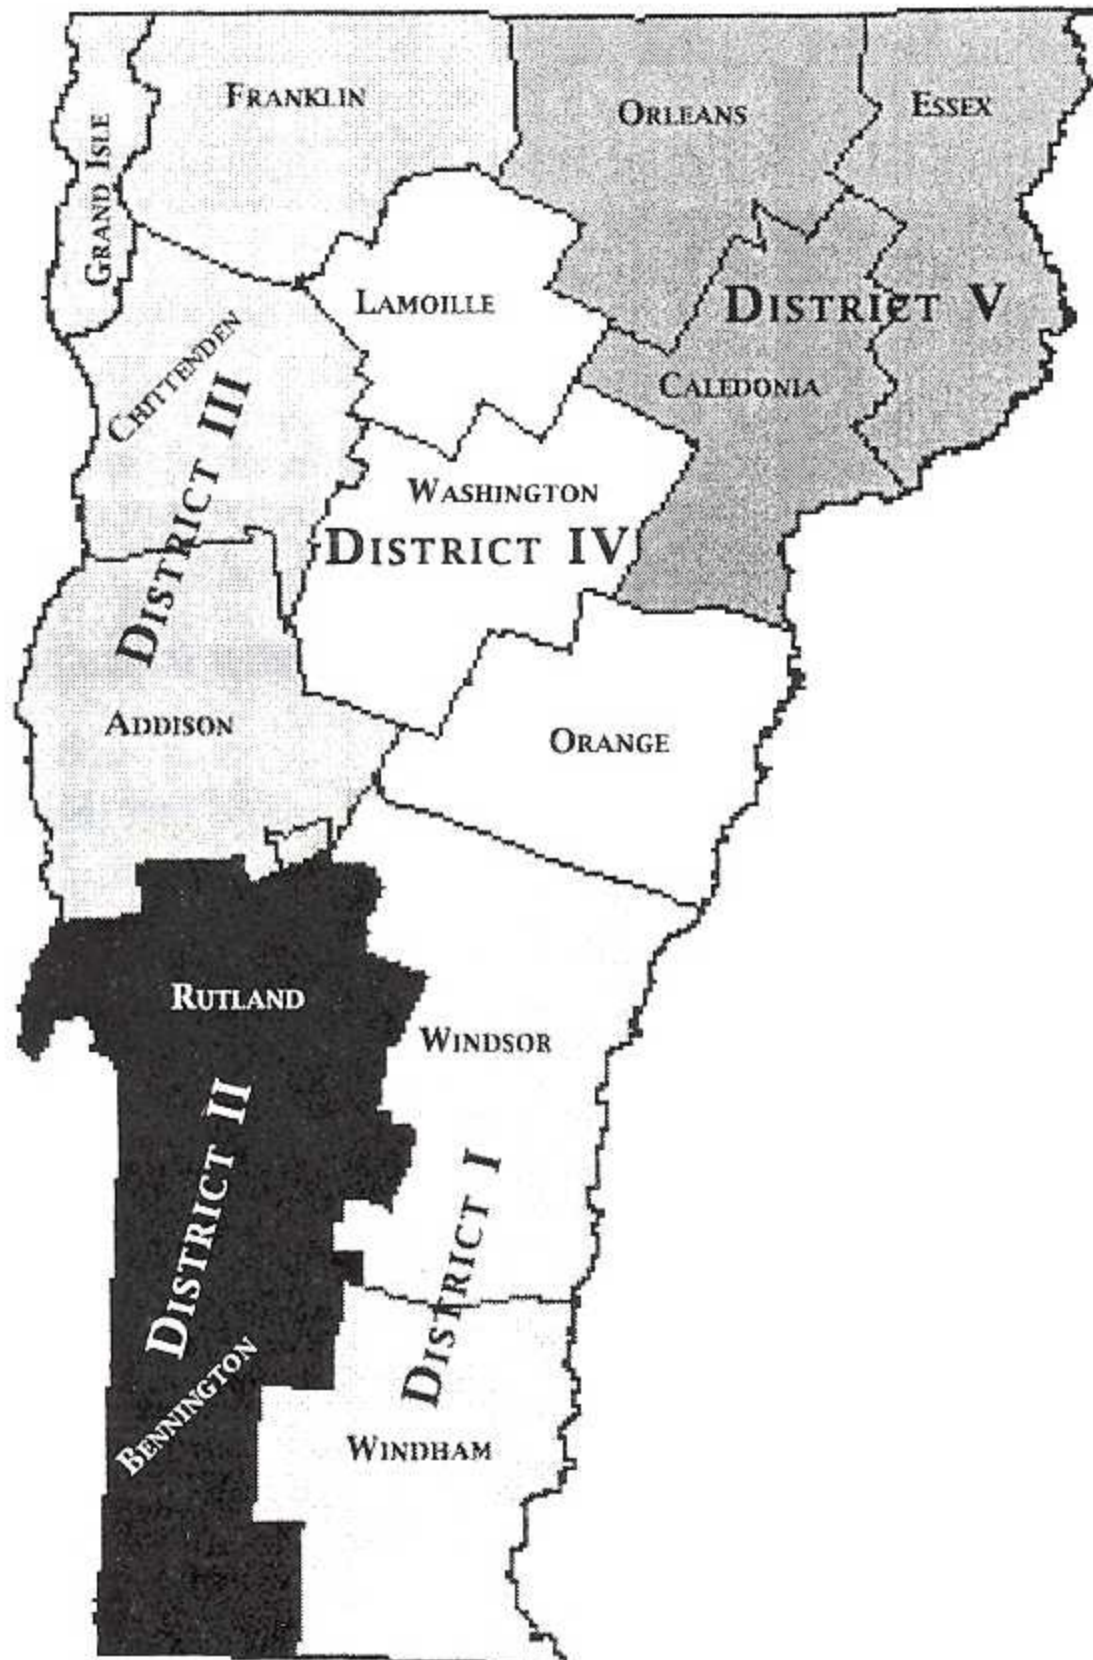 FRANKLIN
ORLEANS
ESSEX
GRAND ISLE
LAMOILLE
DISTRICT V
CHITTENDEN
CALEDONIA
DISTRICT III
WASHINGTON
DISTRICT IV
ADDISON
ORANGE
RUTLAND
WINDSOR
DISTRICT II
DISTRICT I
BENNINGTON
WINDHAM